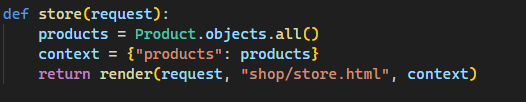 def store(request):
    products = Product.objects.all()
    context = {"products": products}
    return render(request, "shop/store.html", context)